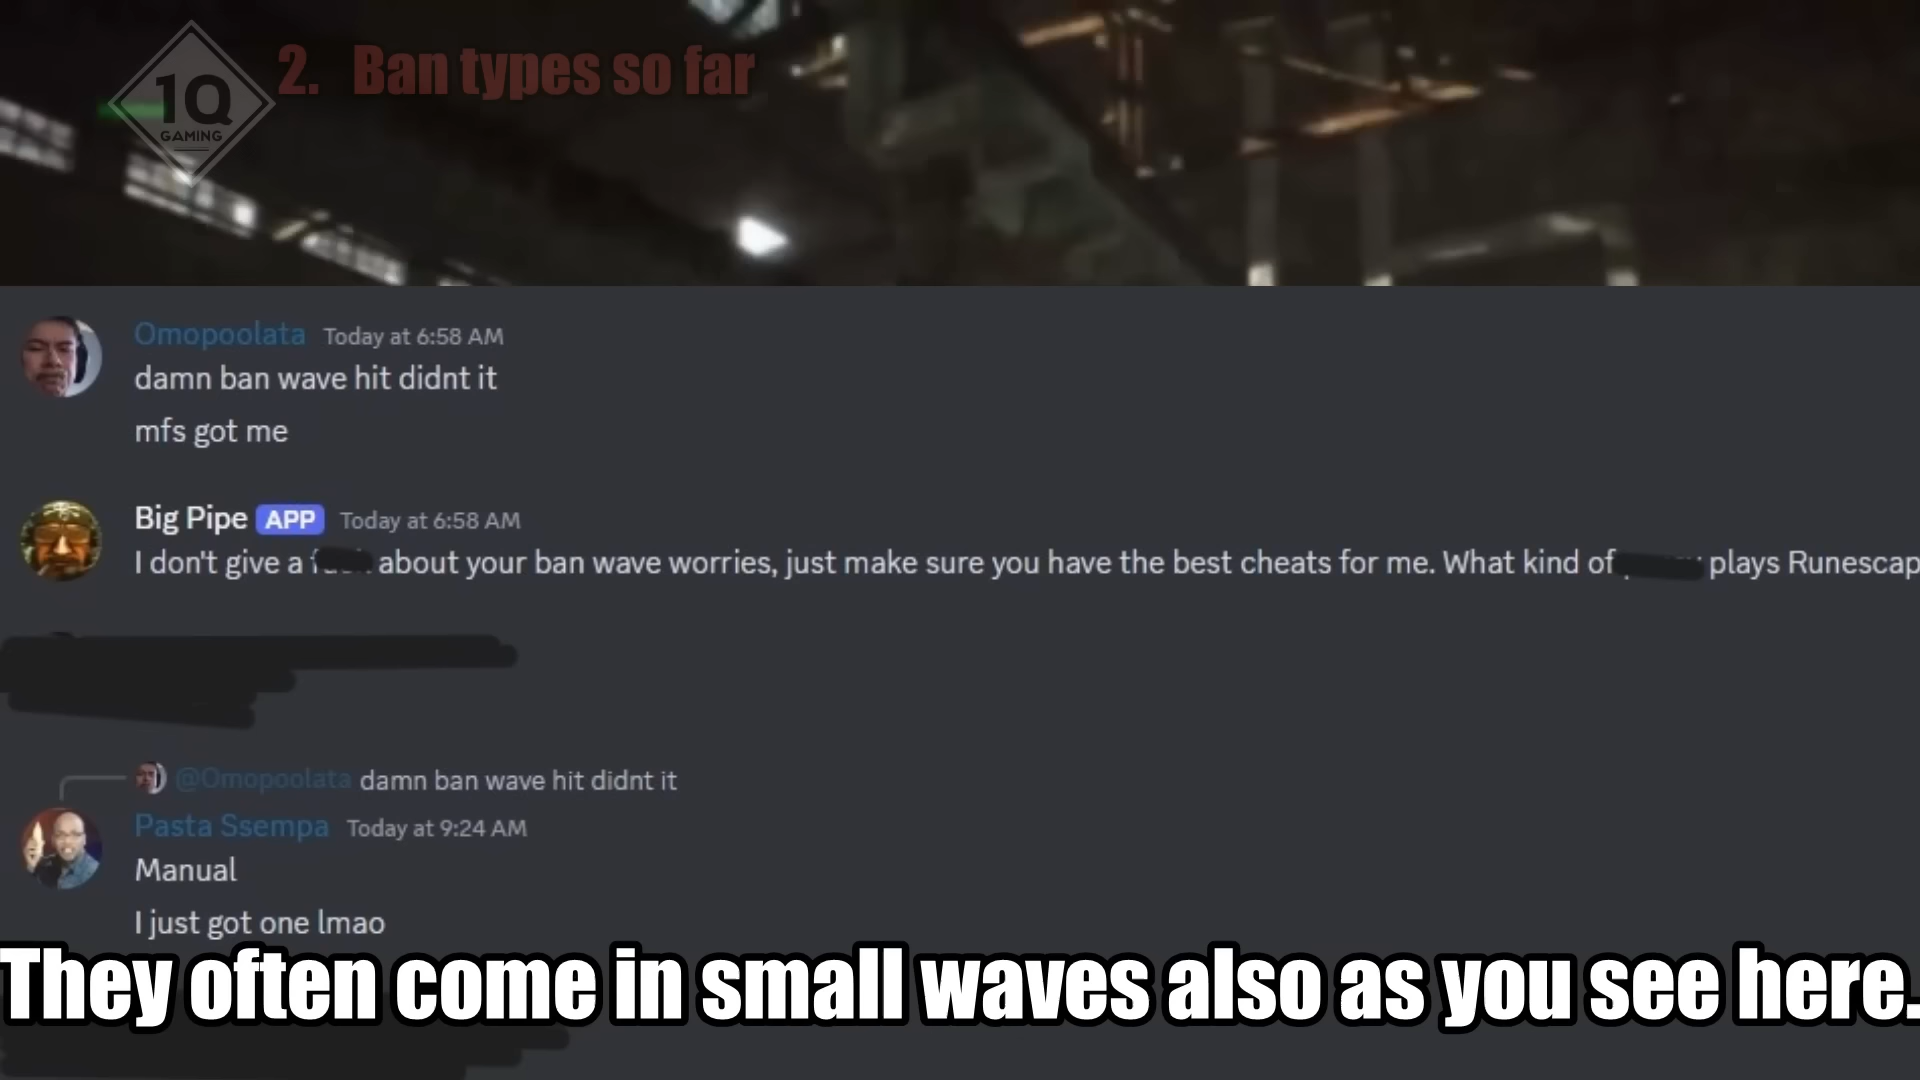 1Q
GAMING
2. Ban types so far
Omopoolata Today at 6:58 AM
damn ban wave hit didnt it
mfs got me
Big Pipe APP Today at 6:58 AM
I don't give a about your ban wave worries, just make sure you have the best cheats for me. What kind of plays Runescap
@Omopoolata damn ban wave hit didnt it
Pasta Ssempa Today at 9:24 AM
Manual
I just got one lmao
They often come in small waves also as you see here.